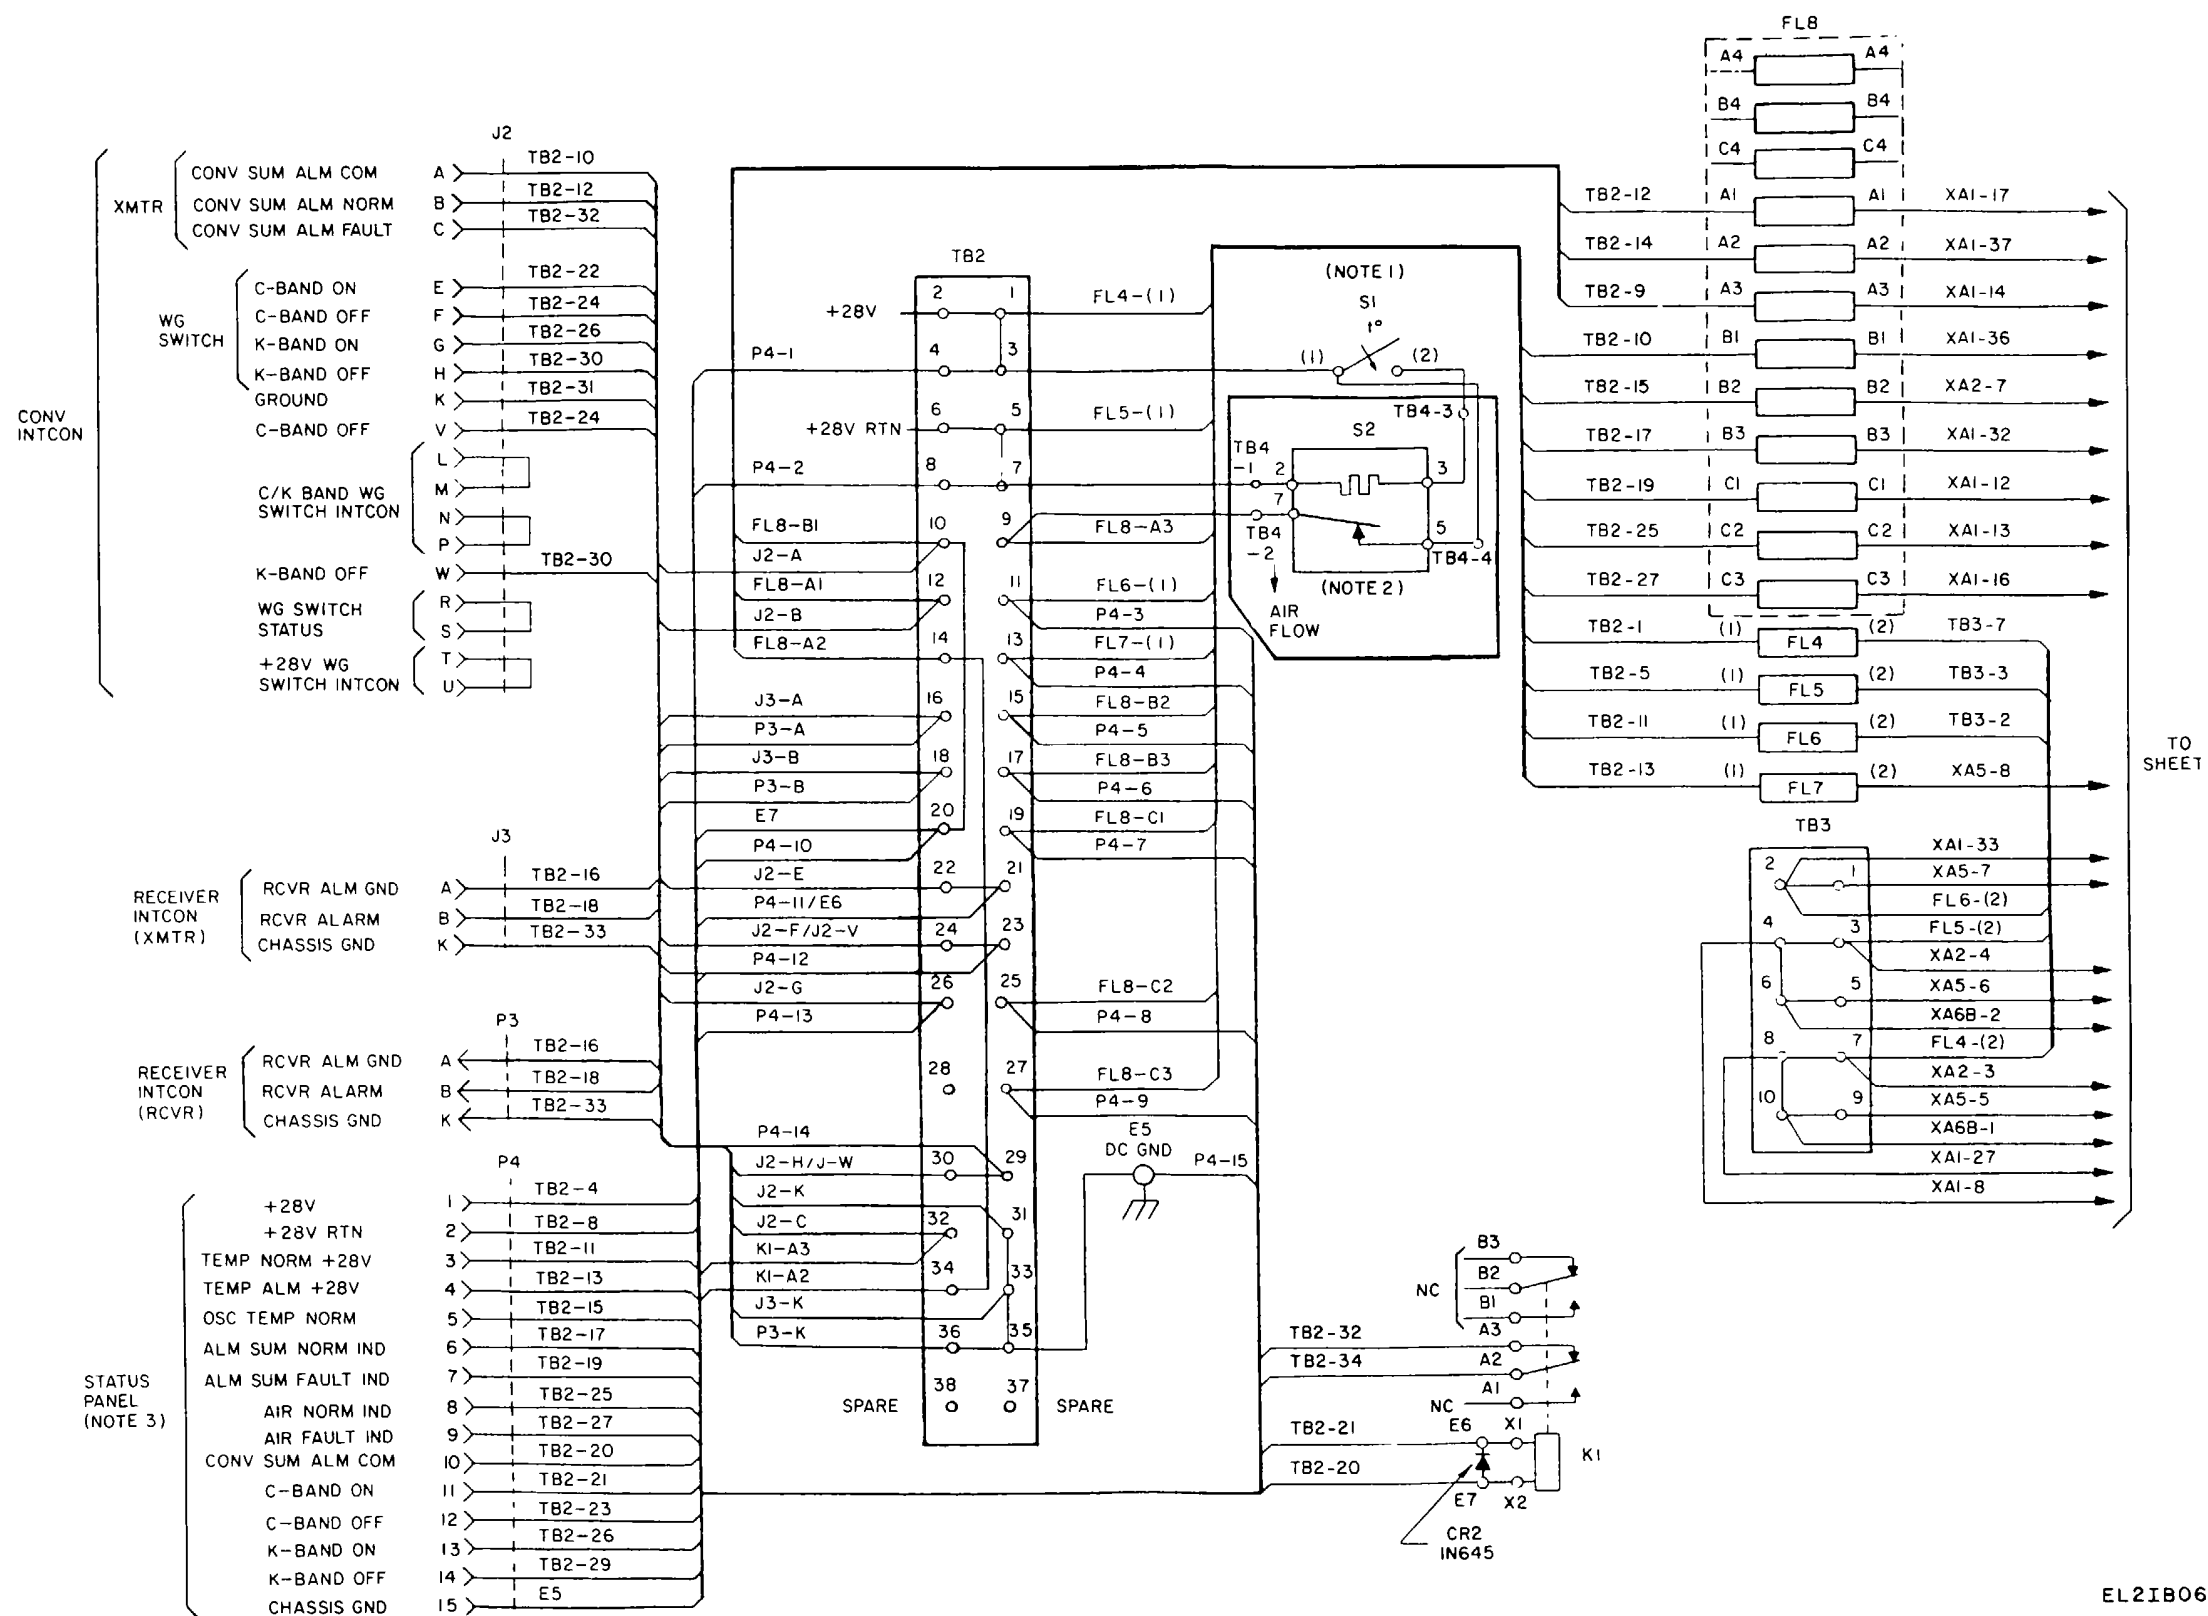 FL8
A4 A4
B4 B4
C4 C4
J2
CONV INTCON
XMTR
CONV SUM ALM COM A TB2-10
CONV SUM ALM NORM B TB2-12
CONV SUM ALM FAULT C TB2-32
WG SWITCH
C-BAND ON E TB2-22
C-BAND OFF F TB2-24
K-BAND ON G TB2-26
K-BAND OFF H TB2-30
GROUND K TB2-31
C-BAND OFF V TB2-24
C/K BAND WG SWITCH INTCON
L
M
N
P
K-BAND OFF W TB2-30
WG SWITCH STATUS
R
S
+28V WG SWITCH INTCON
T
U
J3
RECEIVER INTCON (XMTR)
RCVR ALM GND A TB2-16
RCVR ALARM B TB2-18
CHASSIS GND K TB2-33
P3
RECEIVER INTCON (RCVR)
RCVR ALM GND A TB2-16
RCVR ALARM B TB2-18
CHASSIS GND K TB2-33
P4
STATUS PANEL (NOTE 3)
+28V 1 TB2-4
+28V RTN 2 TB2-8
TEMP NORM +28V 3 TB2-11
TEMP ALM +28V 4 TB2-13
OSC TEMP NORM 5 TB2-15
ALM SUM NORM IND 6 TB2-17
ALM SUM FAULT IND 7 TB2-19
AIR NORM IND 8 TB2-25
AIR FAULT IND 9 TB2-27
CONV SUM ALM COM 10 TB2-20
C-BAND ON 11 TB2-21
C-BAND OFF 12 TB2-23
K-BAND ON 13 TB2-26
K-BAND OFF 14 TB2-29
CHASSIS GND 15 E5
TB2
+28V 2 1 FL4-(1)
P4-1 4 3
+28V RTN 6 5 FL5-(1)
P4-2 8 7
FL8-B1 10 9 FL8-A3
J2-A
FL8-A1 12 11 FL6-(1)
J2-B P4-3
FL8-A2 14 13 FL7-(1)
P4-4
J3-A 16 15 FL8-B2
P3-A P4-5
J3-B 18 17 FL8-B3
P3-B P4-6
E7 20 19 FL8-C1
P4-10 P4-7
J2-E 22 21
P4-11/E6
J2-F/J2-V 24 23
P4-12
J2-G 26 25 FL8-C2
P4-13 P4-8
28 27 FL8-C3
P4-9
P4-14
J2-H/J-W 30 29
J2-K
J2-C 32 31
K1-A3
K1-A2 34 33
J3-K
P3-K 36 35
SPARE 38 37 SPARE
E5
DC GND
P4-15
(NOTE 1)
S1
t°
(1) (2)
TB4-3
S2
TB4 -1 2 3
7 5
TB4 -2
TB4-4
(NOTE 2)
AIR FLOW
TB2-12 A1 A1 XA1-17
TB2-14 A2 A2 XA1-37
TB2-9 A3 A3 XA1-14
TB2-10 B1 B1 XA1-36
TB2-15 B2 B2 XA2-7
TB2-17 B3 B3 XA1-32
TB2-19 C1 C1 XA1-12
TB2-25 C2 C2 XA1-13
TB2-27 C3 C3 XA1-16
TB2-1 (1) FL4 (2) TB3-7
TB2-5 (1) FL5 (2) TB3-3
TB2-11 (1) FL6 (2) TB3-2
TB2-13 (1) FL7 (2) XA5-8
TO SHEET
TB3
XA1-33
2 1 XA5-7
FL6-(2)
4 3 FL5-(2)
XA2-4
6 5 XA5-6
XA6B-2
8 7 FL4-(2)
XA2-3
10 9 XA5-5
XA6B-1
XA1-27
XA1-8
NC
B3
B2
B1
TB2-32 A3
TB2-34 A2
NC A1
TB2-21 E6 X1
K1
TB2-20 E7 X2
CR2
IN645
EL2IB06